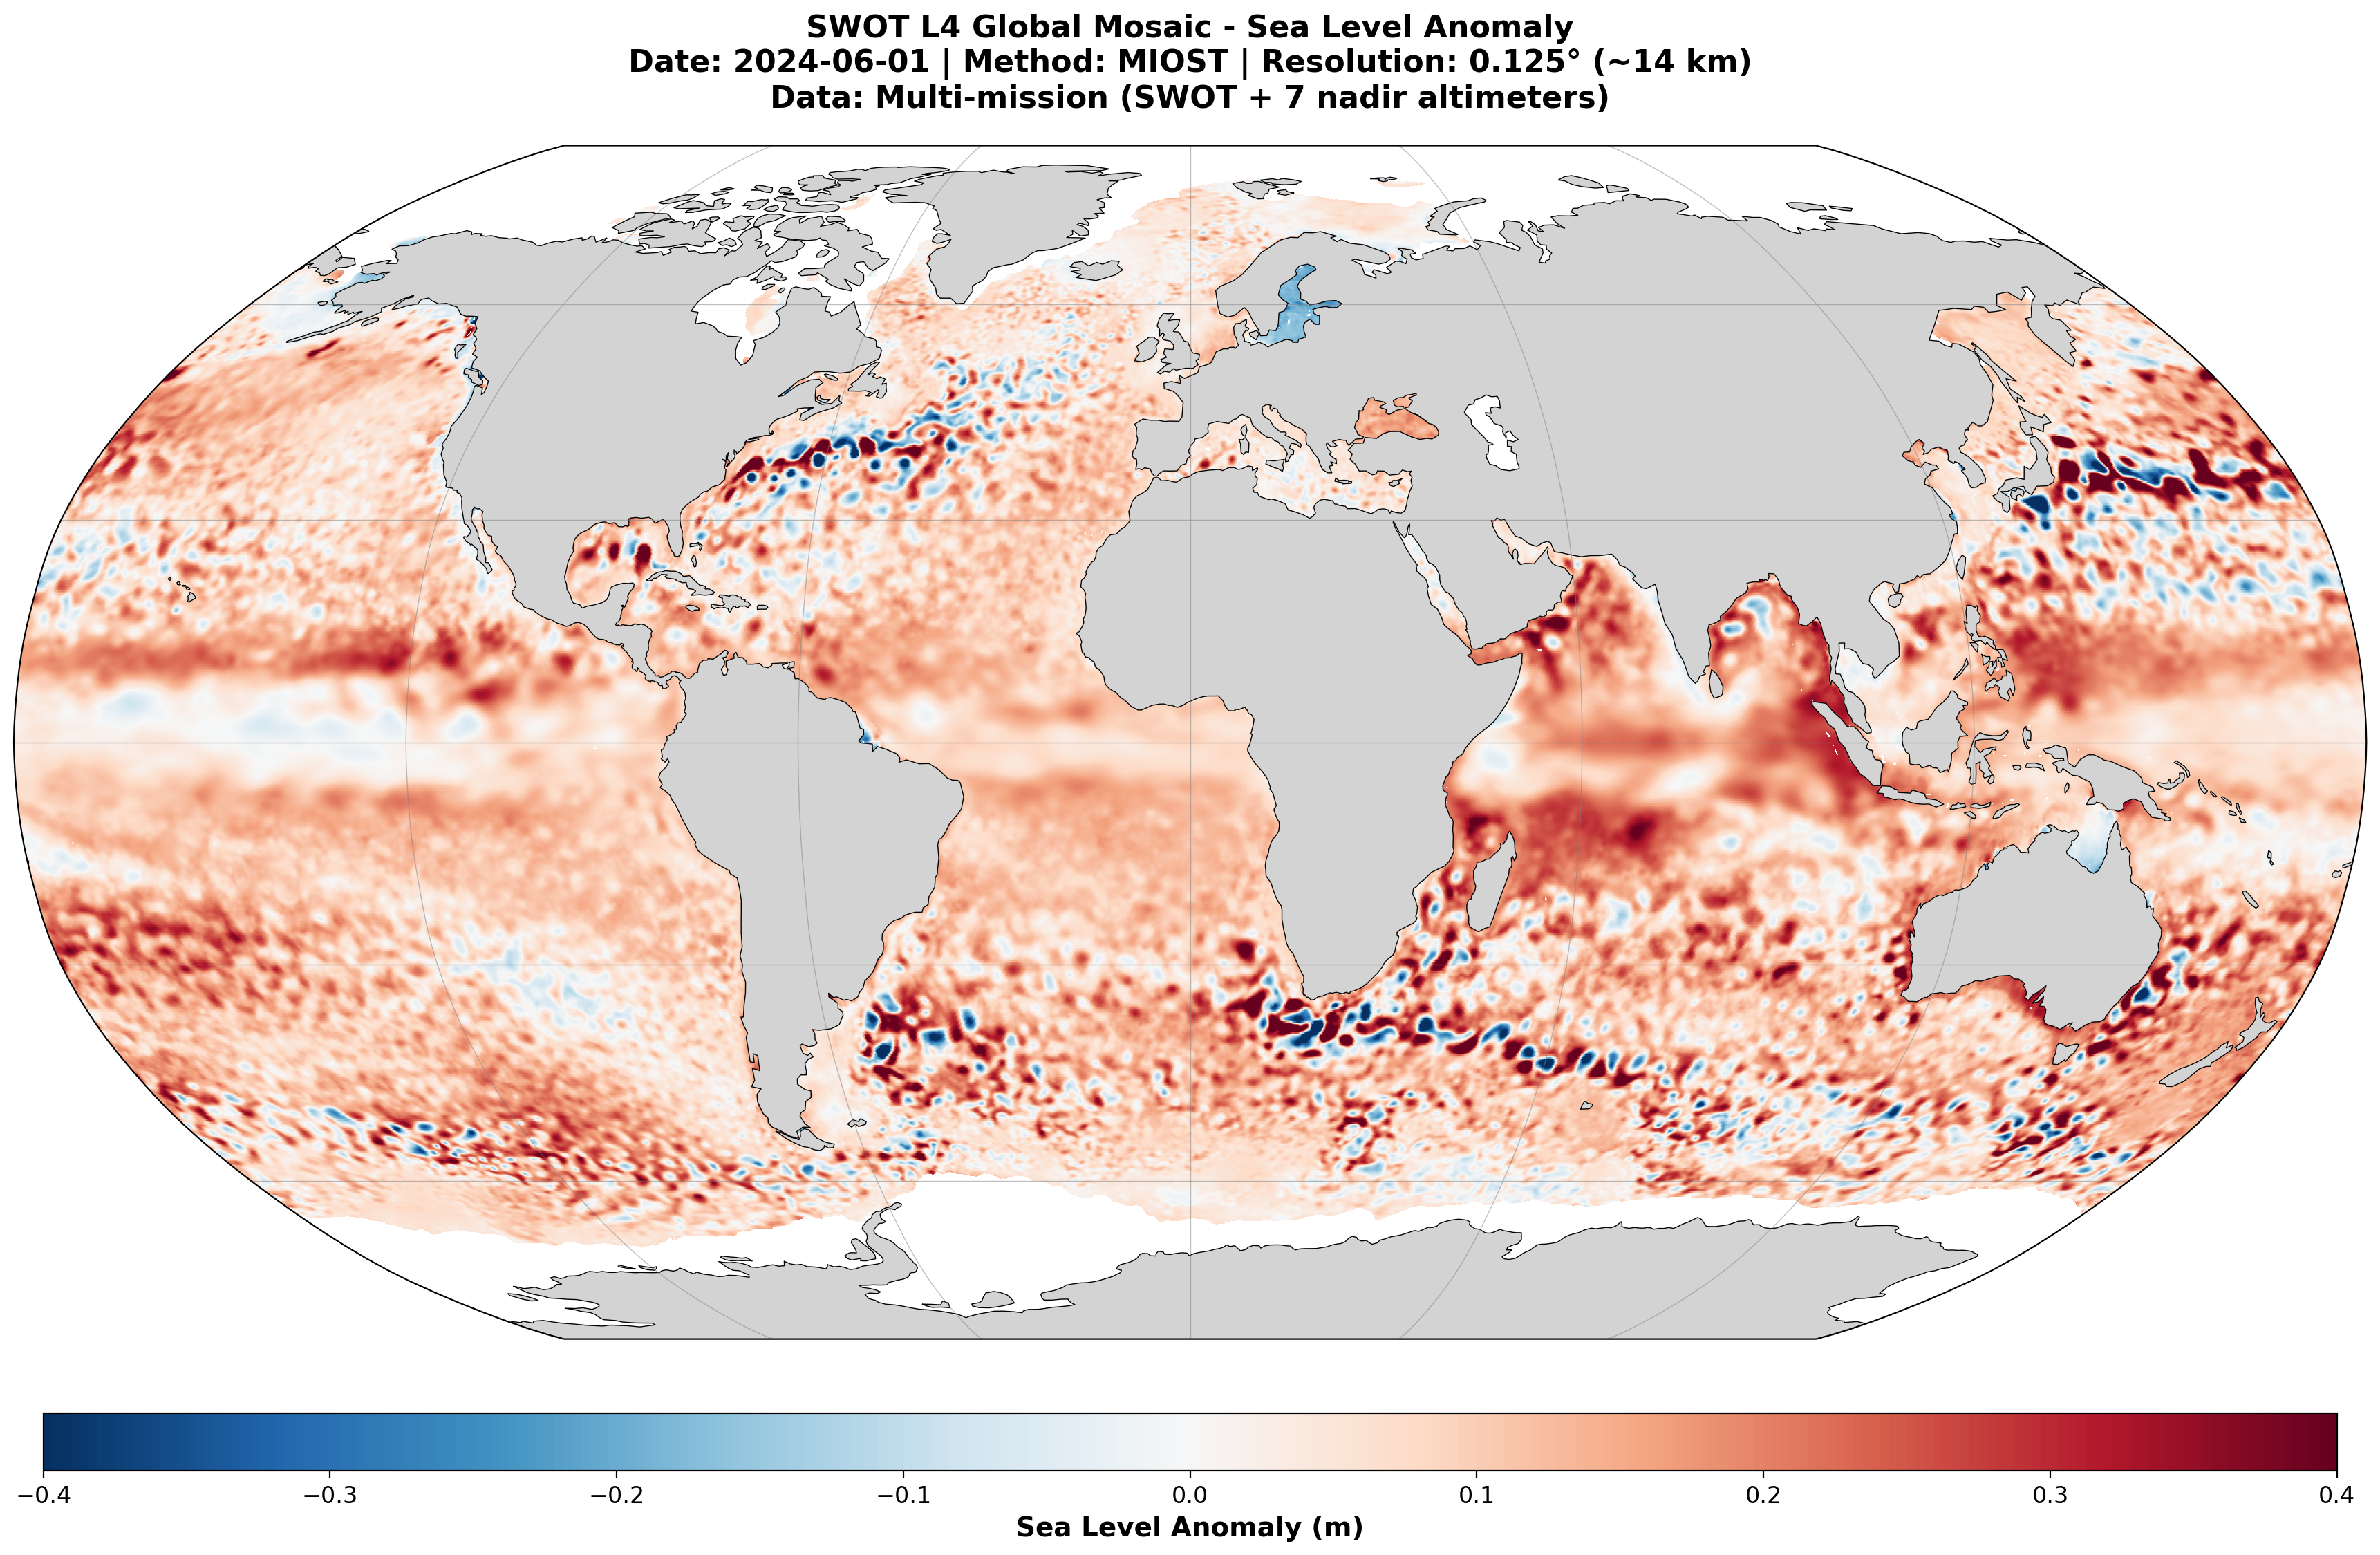 SWOT L4 Global Mosaic - Sea Level Anomaly
Date: 2024-06-01 | Method: MIOST | Resolution: 0.125° (~14 km)
Data: Multi-mission (SWOT + 7 nadir altimeters)
−0.4 −0.3 −0.2 −0.1 0.0 0.1 0.2 0.3 0.4
Sea Level Anomaly (m)